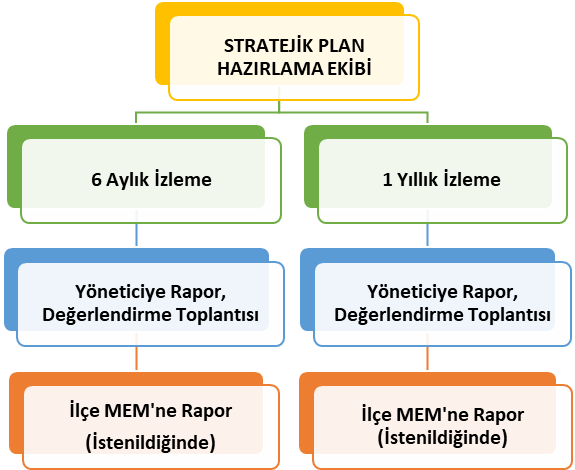 STRATEJİK PLAN
HAZIRLAMA EKİBİ
6 Aylık İzleme
1 Yıllık İzleme
Yöneticiye Rapor,
Değerlendirme Toplantısı
Yöneticiye Rapor,
Değerlendirme Toplantısı
İlçe MEM'ne Rapor
(İstenildiğinde)
İlçe MEM'ne Rapor
(İstenildiğinde)